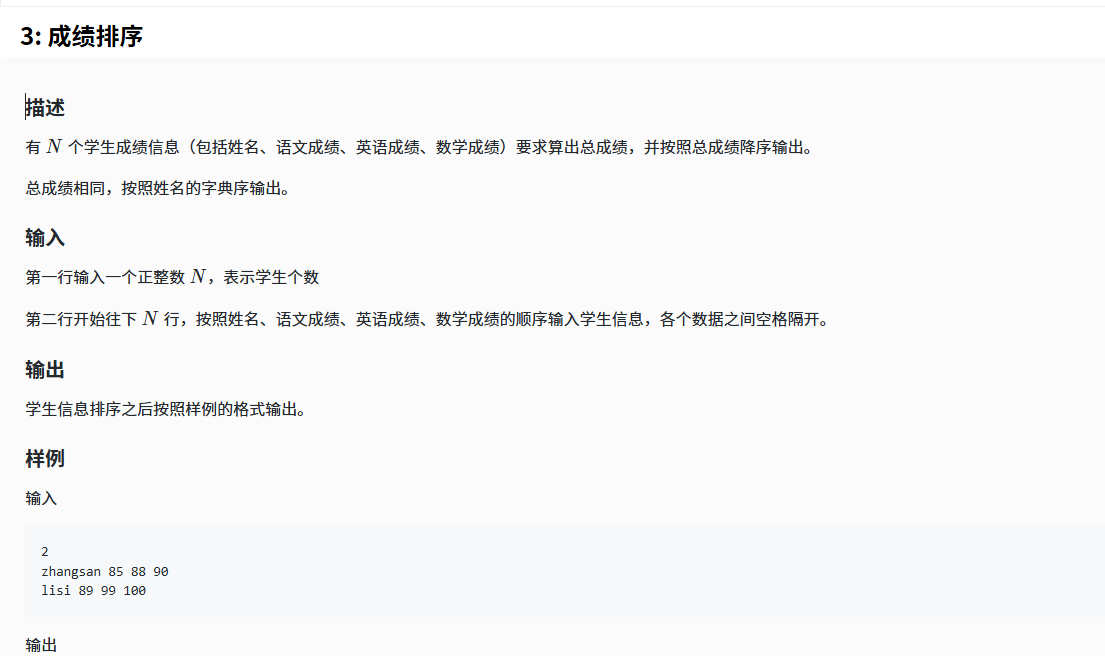 3: 成绩排序
描述
有 N 个学生成绩信息（包括姓名、语文成绩、英语成绩、数学成绩）要求算出总成绩，并按照总成绩降序输出。
总成绩相同，按照姓名的字典序输出。
输入
第一行输入一个正整数 N，表示学生个数
第二行开始往下 N 行，按照姓名、语文成绩、英语成绩、数学成绩的顺序输入学生信息，各个数据之间空格隔开。
输出
学生信息排序之后按照样例的格式输出。
样例
输入
2
zhangsan 85 88 90
lisi 89 99 100
输出